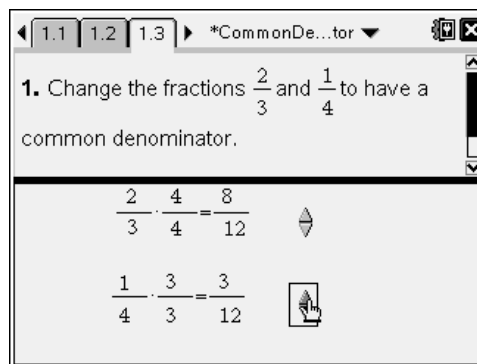 1.1 1.2 1.3 *CommonDe...tor
1. Change the fractions 2/3 and 1/4 to have a
common denominator.
2/3 · 4/4 = 8/12
1/4 · 3/3 = 3/12